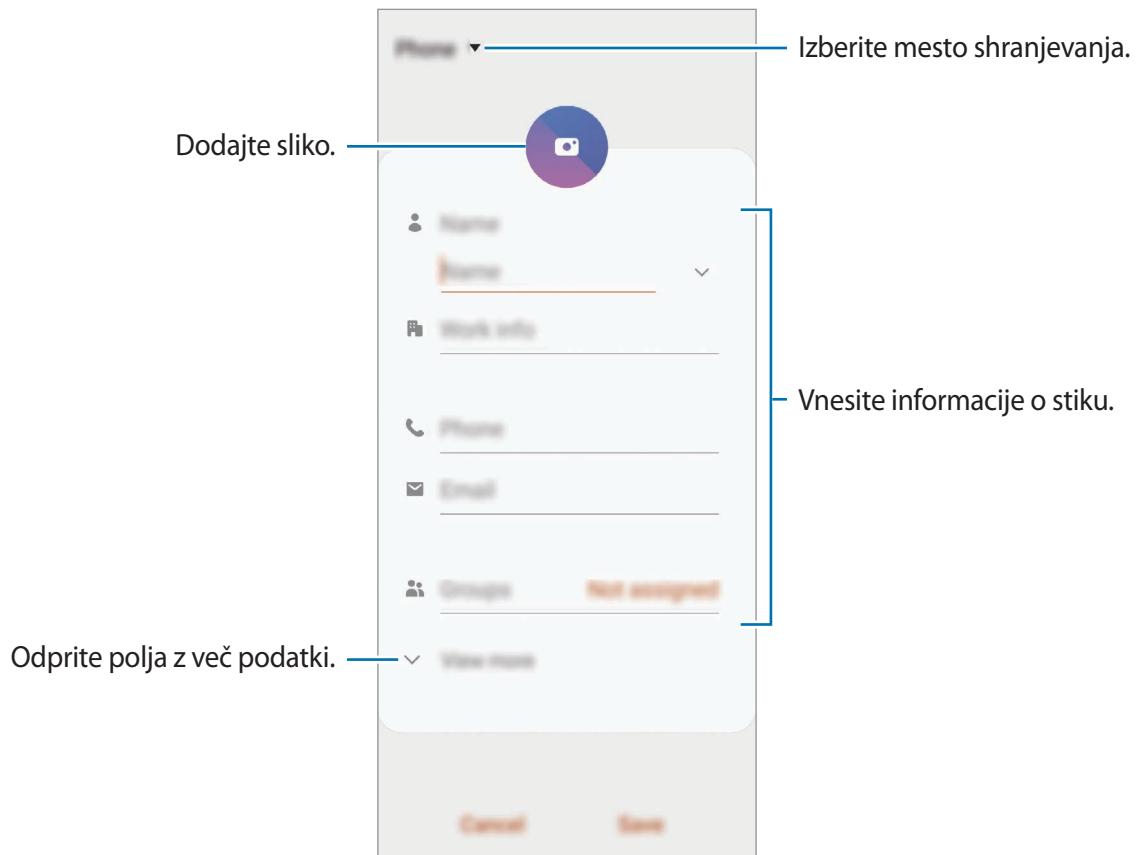 Phone
Izberite mesto shranjevanja.
Dodajte sliko.
Name
Name
Work info
Phone
Vnesite informacije o stiku.
Email
Groups Not assigned
Odprite polja z več podatki.
View more
Cancel Save